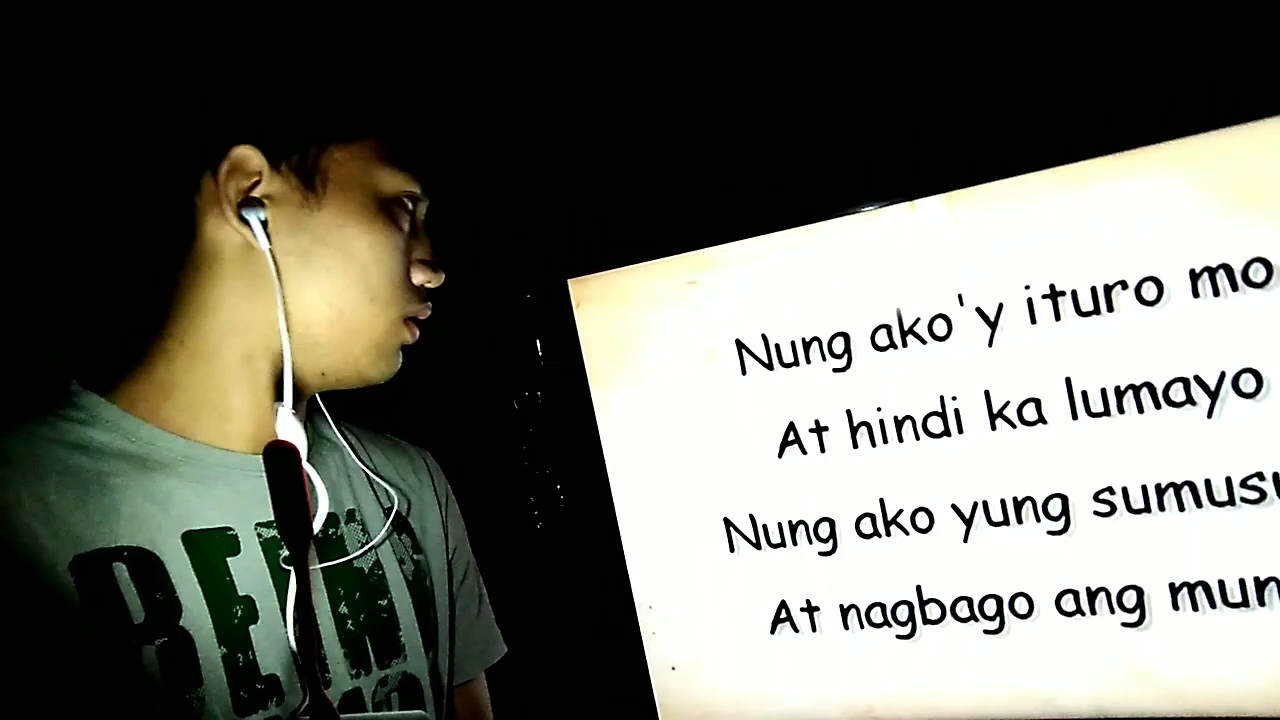 Nung ako'y ituro mo
At hindi ka lumayo
Nung ako yung
At nagbago ang